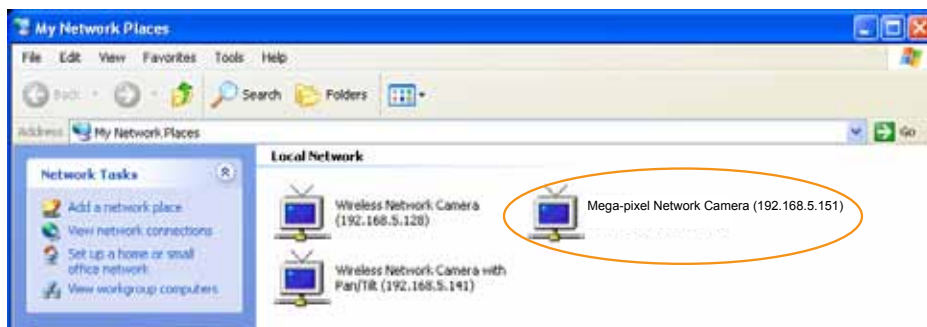 My Network Places
File Edit View Favorites Tools Help
Back Search Folders
Address My Network Places Go
Local Network
Network Tasks
Add a network place
View network connections
Set up a home or small
office network
View workgroup computers
Wireless Network Camera
(192.168.5.128)
Mega-pixel Network Camera (192.168.5.151)
Wireless Network Camera with
Pan/Tilt (192.168.5.141)